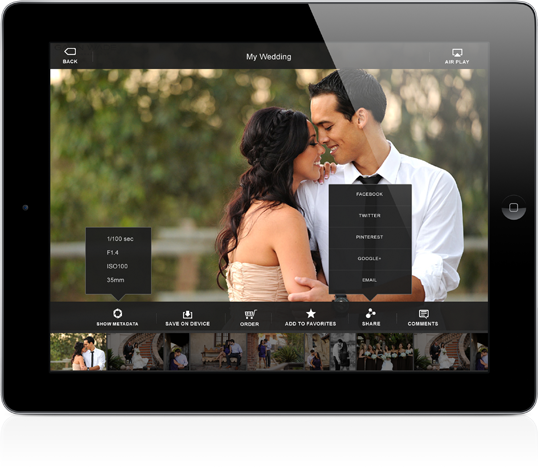 BACK
My Wedding
AIR PLAY
1/100 sec
F1.4
ISO100
35mm
FACEBOOK
TWITTER
PINTEREST
GOOGLE+
EMAIL
SHOW METADATA
SAVE ON DEVICE
ORDER
ADD TO FAVORITES
SHARE
COMMENTS